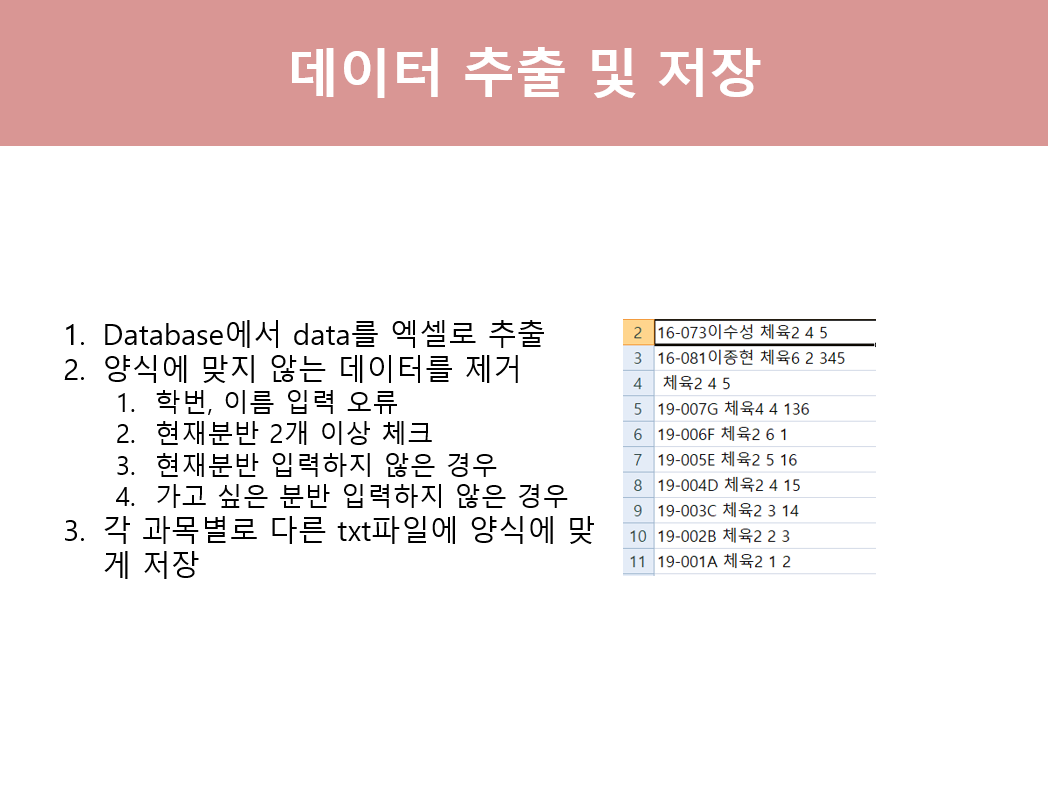 데이터 추출 및 저장
1. Database에서 data를 엑셀로 추출
2. 양식에 맞지 않는 데이터를 제거
1. 학번, 이름 입력 오류
2. 현재분반 2개 이상 체크
3. 현재분반 입력하지 않은 경우
4. 가고 싶은 분반 입력하지 않은 경우
3. 각 과목별로 다른 txt파일에 양식에 맞
게 저장
2 16-073이수성 체육2 4 5
3 16-081이종현 체육6 2 345
4 체육2 4 5
5 19-007G 체육4 4 136
6 19-006F 체육2 6 1
7 19-005E 체육2 5 16
8 19-004D 체육2 4 15
9 19-003C 체육2 3 14
10 19-002B 체육2 2 3
11 19-001A 체육2 1 2